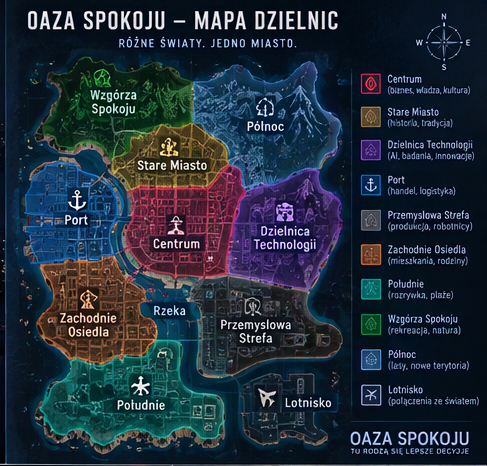 OAZA SPOKOJU – MAPA DZIELNIC
RÓŻNE ŚWIATY. JEDNO MIASTO.
N
W E
S
Wzgórza
Spokoju
Północ
Stare Miasto
Port
Centrum
Dzielnica
Technologii
Zachodnie
Osiedla
Rzeka
Przemysłowa
Strefa
Południe
Lotnisko
Centrum
(biznes, władza, kultura)
Stare Miasto
(historia, tradycja)
Dzielnica Technologii
(AI, badania, innowacje)
Port
(handel, logistyka)
Przemysłowa Strefa
(produkcja, robotnicy)
Zachodnie Osiedla
(mieszkania, rodziny)
Południe
(rozrywka, plaże)
Wzgórza Spokoju
(rekreacja, natura)
Północ
(lasy, nowe terytoria)
Lotnisko
(połączenia ze światem)
OAZA SPOKOJU
TU RODZĄ SIĘ LEPSZE DECYZJE